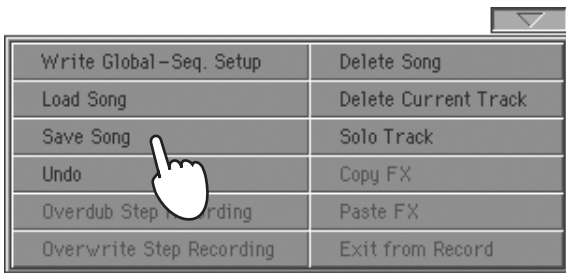 Write Global-Seq. Setup
Delete Song
Load Song
Delete Current Track
Save Song
Solo Track
Undo
Copy FX
Overdub Step
Paste FX
Overwrite Step Recording
Exit from Record